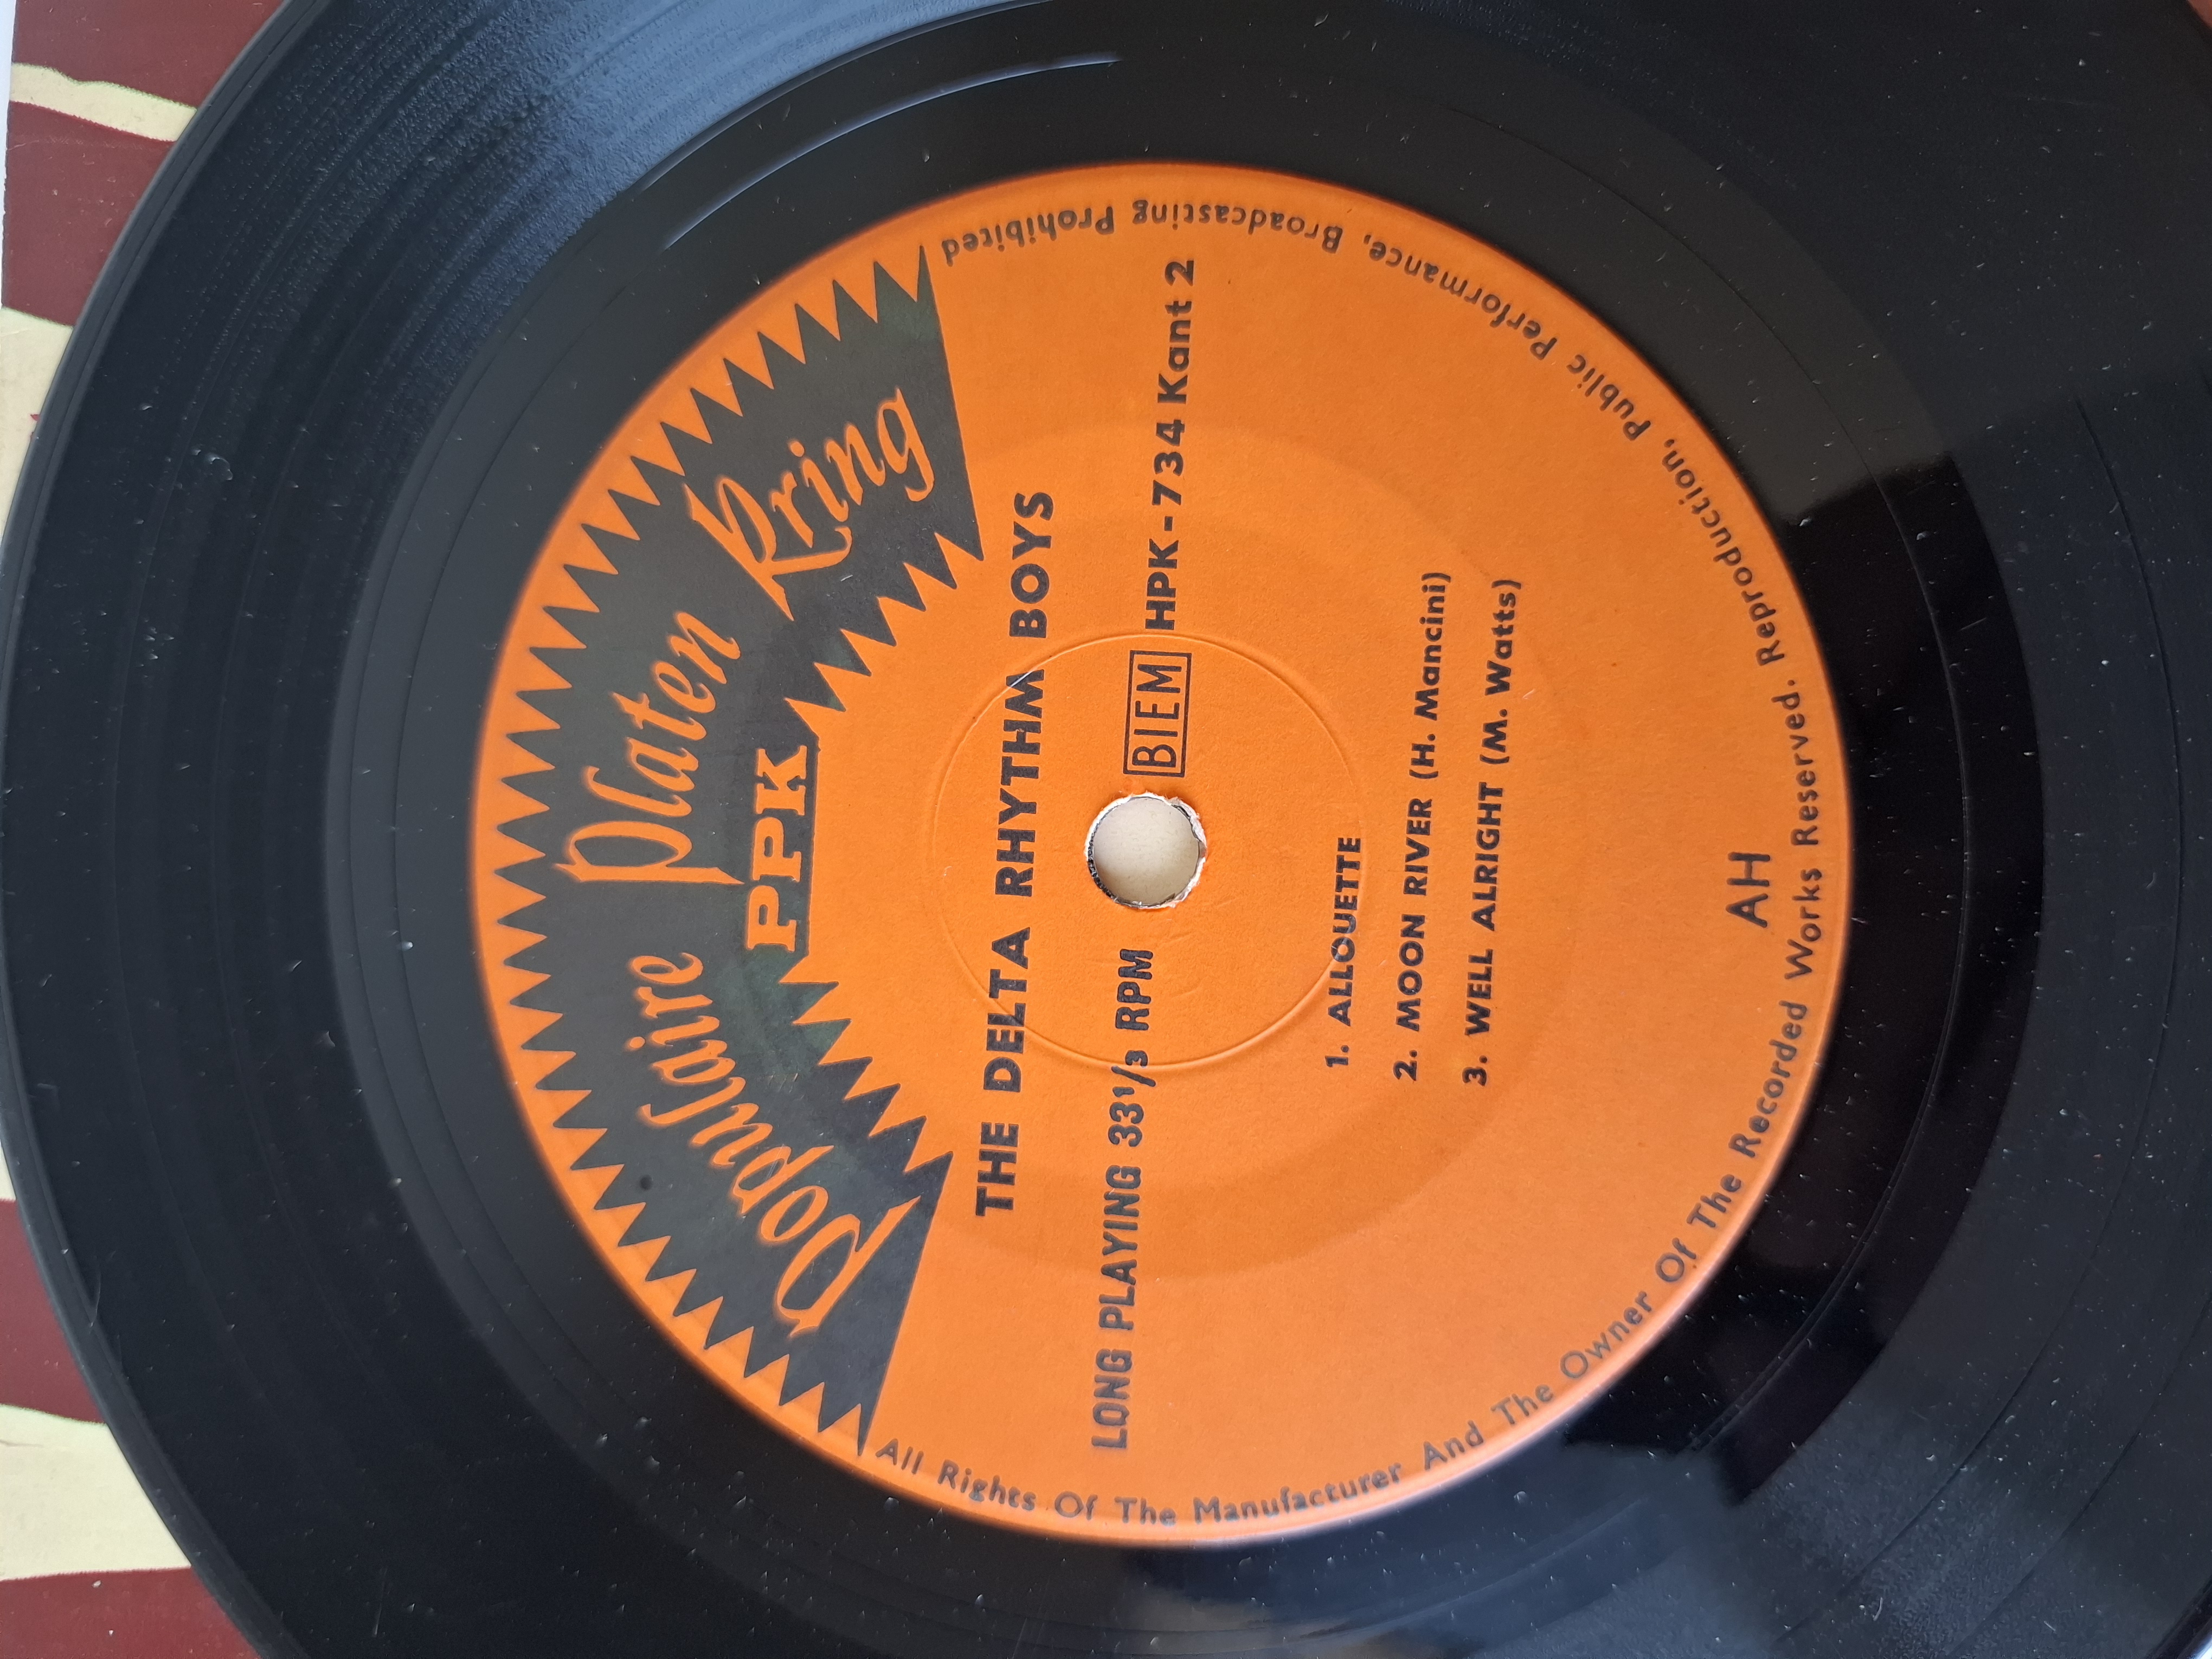 Populaire Platen Kring
PPK
THE DELTA RHYTHM BOYS
LONG PLAYING 33 1/3 RPM
BIEM HPK-734 Kant 2
1. ALLOUETTE
2. MOON RIVER (H. Mancini)
3. WELL ALRIGHT (M. Watts)
AH
All Rights Of The Manufacturer And The Owner Of The Recorded Works Reserved. Reproduction, Public Performance, Broadcasting Prohibited